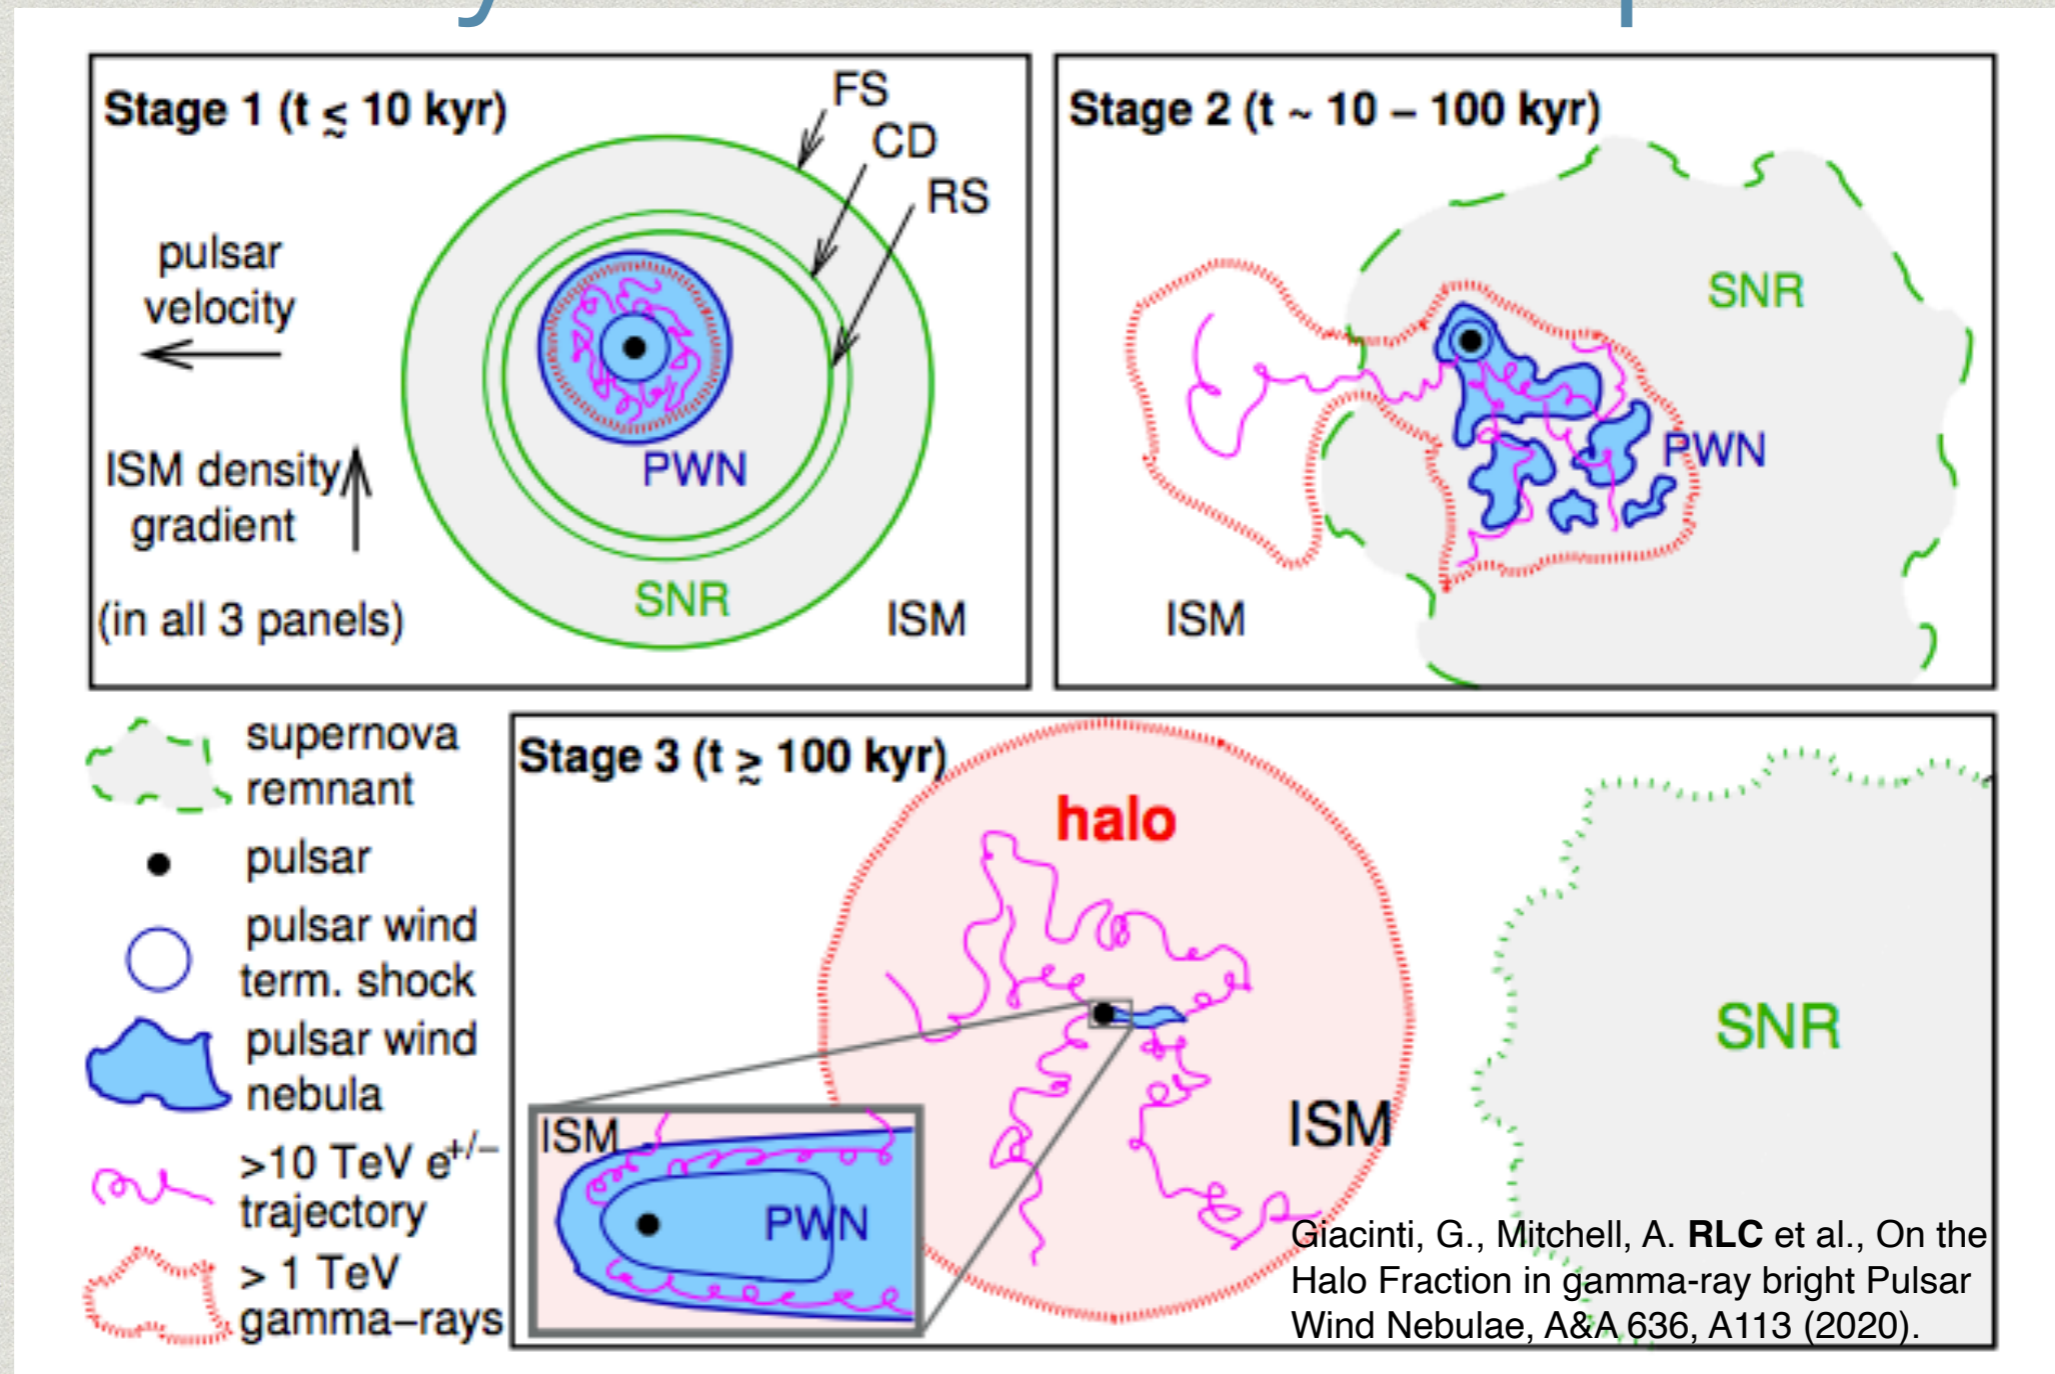 Stage 1 (t ≲ 10 kyr)
FS
CD
RS
pulsar
velocity
ISM density
gradient
(in all 3 panels)
PWN
SNR
ISM
Stage 2 (t ~ 10 – 100 kyr)
SNR
PWN
ISM
supernova
remnant
pulsar
pulsar wind
term. shock
pulsar wind
nebula
>10 TeV e+/–
trajectory
> 1 TeV
gamma–rays
Stage 3 (t ≳ 100 kyr)
halo
ISM
SNR
ISM
PWN
Giacinti, G., Mitchell, A. RLC et al., On the
Halo Fraction in gamma-ray bright Pulsar
Wind Nebulae, A&A 636, A113 (2020).